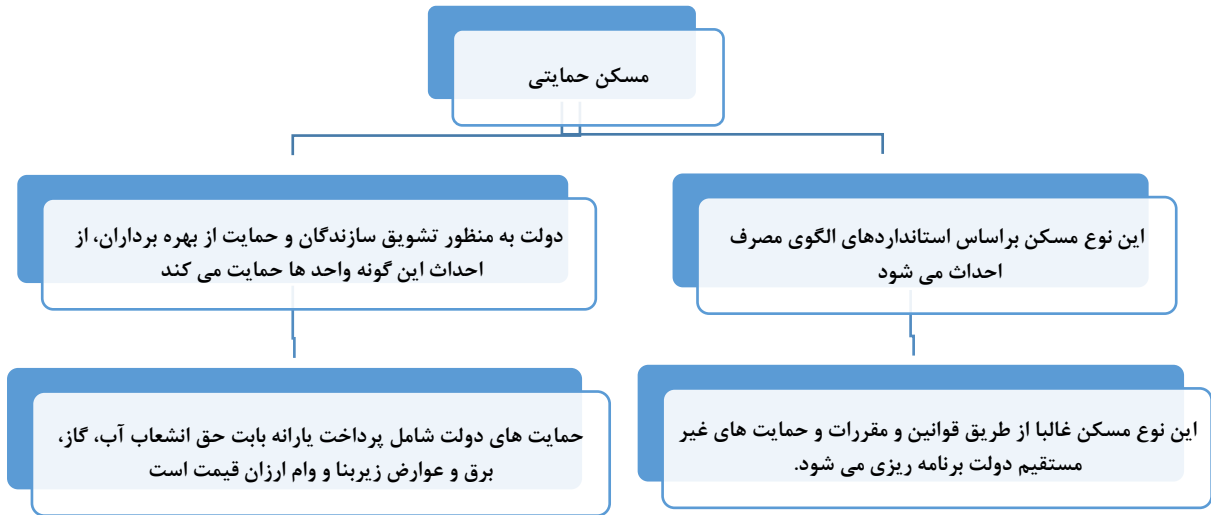 مسکن حمایتی
این نوع مسکن براساس استانداردهای الگوی مصرف
احداث می شود
دولت به منظور تشویق سازندگان و حمایت از بهره برداران، از
احداث این گونه واحد ها حمایت می کند
این نوع مسکن غالبا از طریق قوانین و مقررات و حمایت های غیر
مستقیم دولت برنامه ریزی می شود.
حمایت های دولت شامل پرداخت یارانه بابت حق انشعاب آب، گاز،
برق و عوارض زیربنا و وام ارزان قیمت است